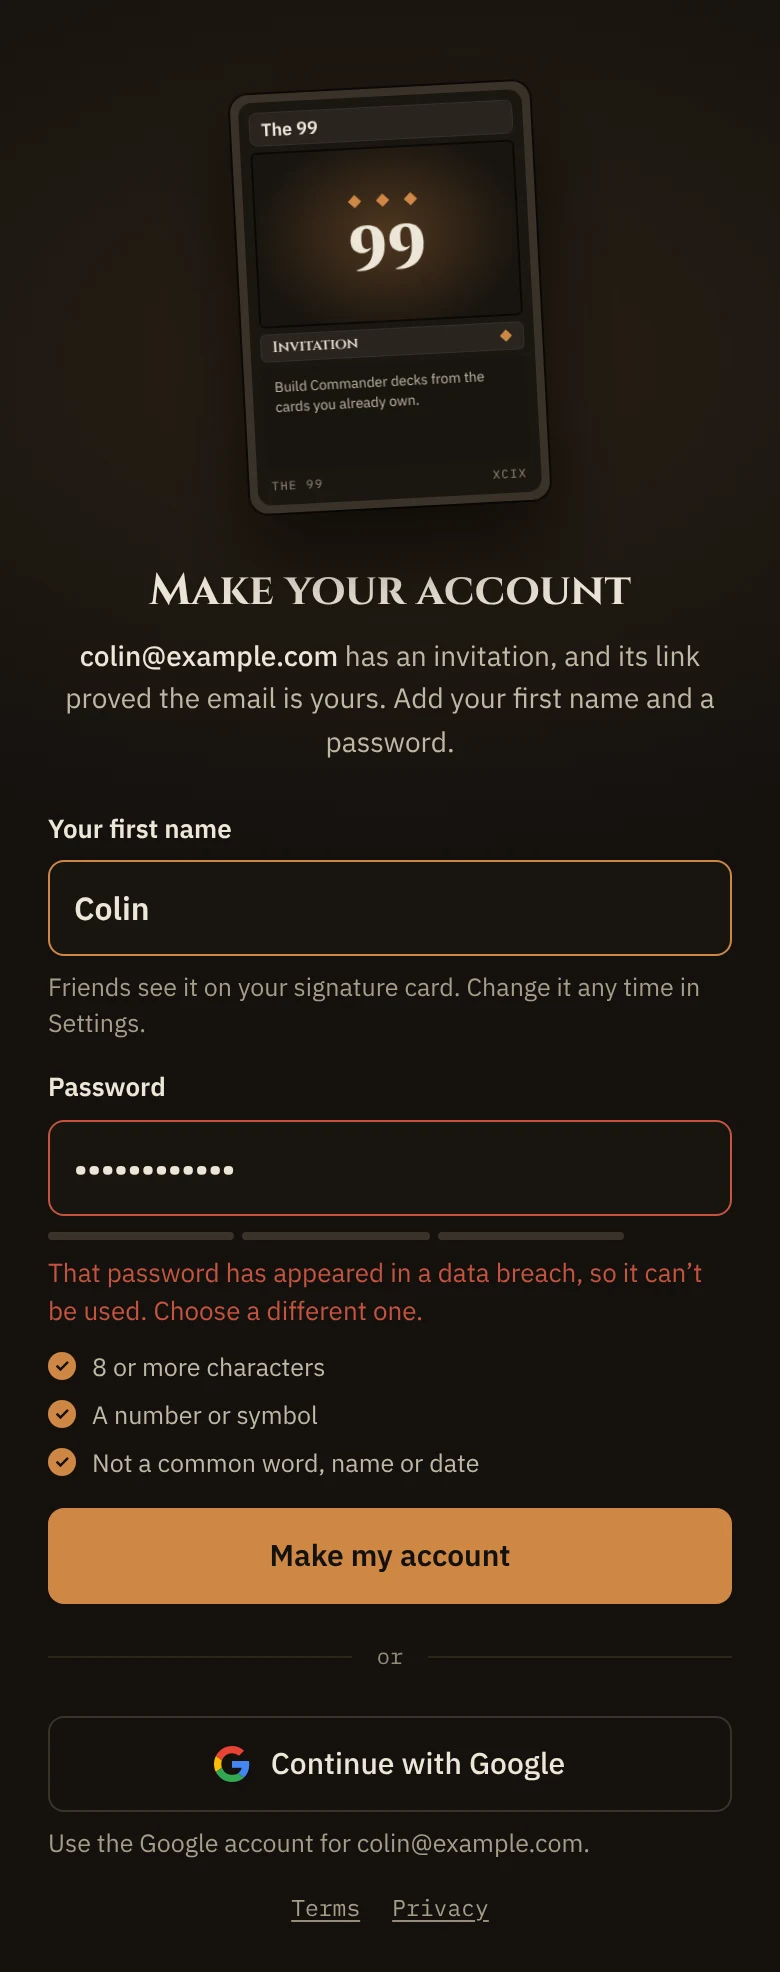 The 99
99
Invitation
Build Commander decks from the
cards you already own.
THE 99
XCIX
Make your account
colin@example.com has an invitation, and its link
proved the email is yours. Add your first name and a
password.
Your first name
Colin
Friends see it on your signature card. Change it any time in
Settings.
Password
••••••••••••
That password has appeared in a data breach, so it can’t
be used. Choose a different one.
8 or more characters
A number or symbol
Not a common word, name or date
Make my account
or
Continue with Google
Use the Google account for colin@example.com.
Terms Privacy